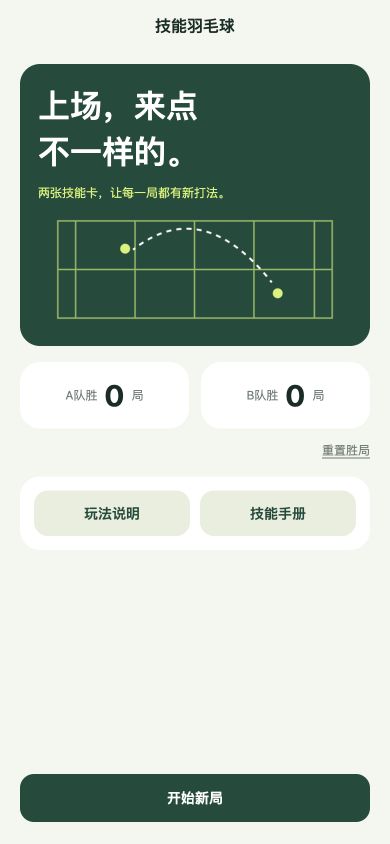 技能羽毛球
上场，来点
不一样的。
两张技能卡，让每一局都有新打法。
A队胜 0 局
B队胜 0 局
重置胜局
玩法说明
技能手册
开始新局